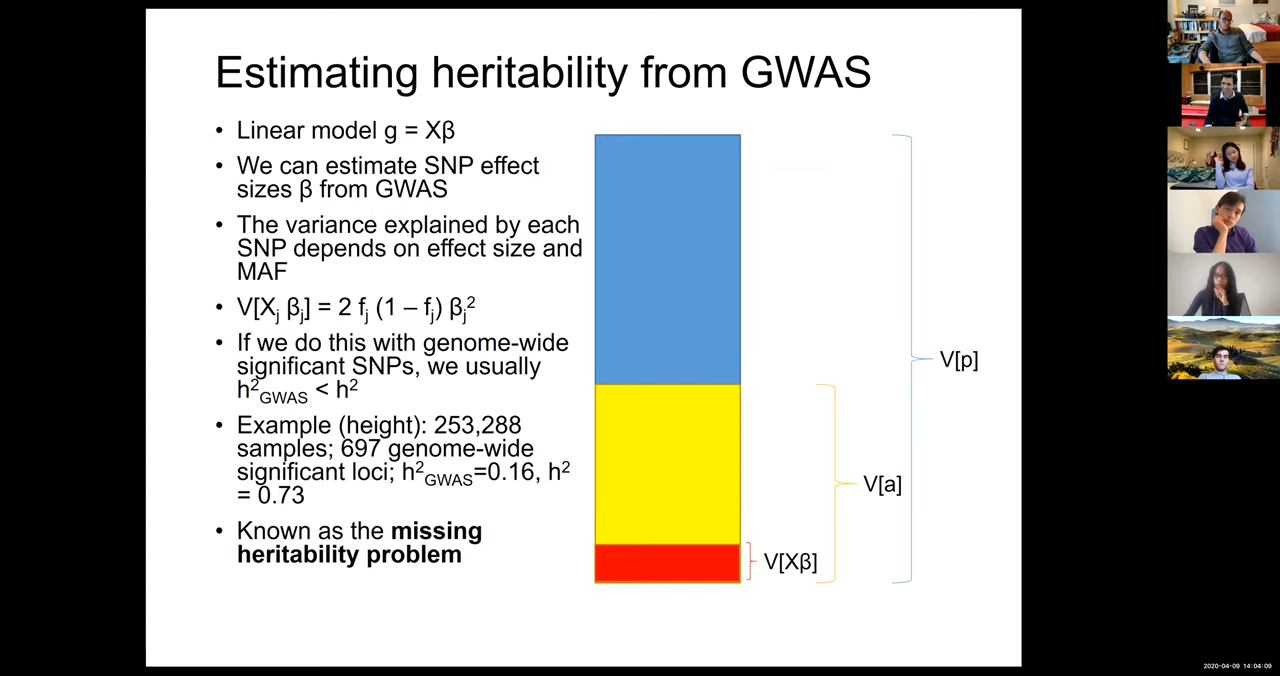 Estimating heritability from GWAS
• Linear model g = Xβ
• We can estimate SNP effect
sizes β from GWAS
• The variance explained by each
SNP depends on effect size and
MAF
• V[Xj βj] = 2 fj (1 – fj) βj²
• If we do this with genome-wide
significant SNPs, we usually
h²GWAS < h²
• Example (height): 253,288
samples; 697 genome-wide
significant loci; h²GWAS=0.16, h²
= 0.73
• Known as the missing
heritability problem
V[p]
V[a]
V[Xβ]
2020-04-09 14:04:09